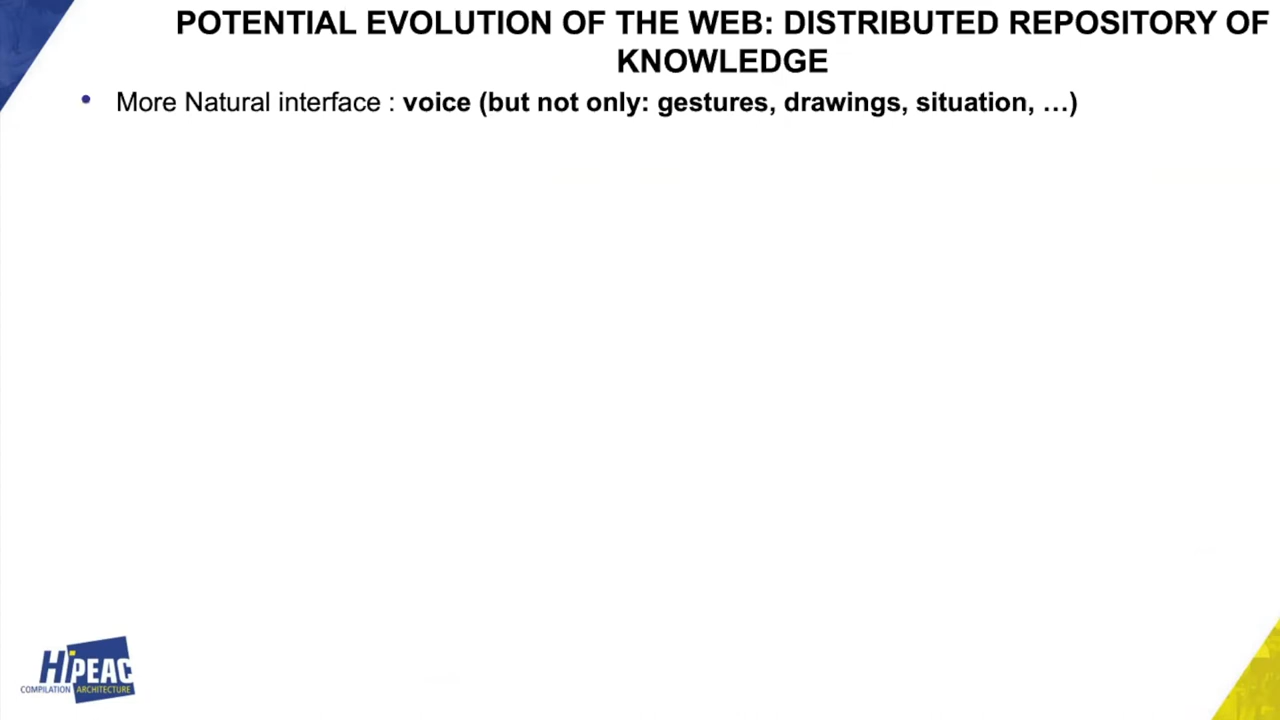 POTENTIAL EVOLUTION OF THE WEB: DISTRIBUTED REPOSITORY OF
KNOWLEDGE
• More Natural interface : voice (but not only: gestures, drawings, situation, …)
HiPEAC
COMPILATION ARCHITECTURE